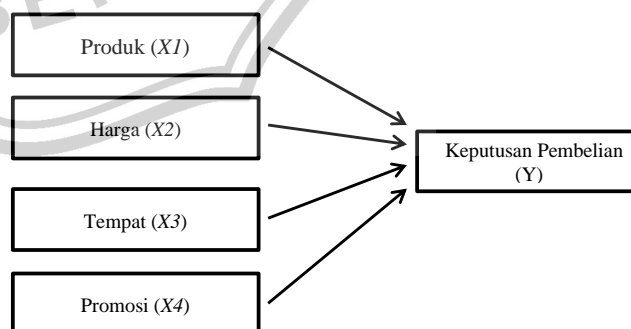 Produk (X1)
Harga (X2)
Keputusan Pembelian
(Y)
Tempat (X3)
Promosi (X4)